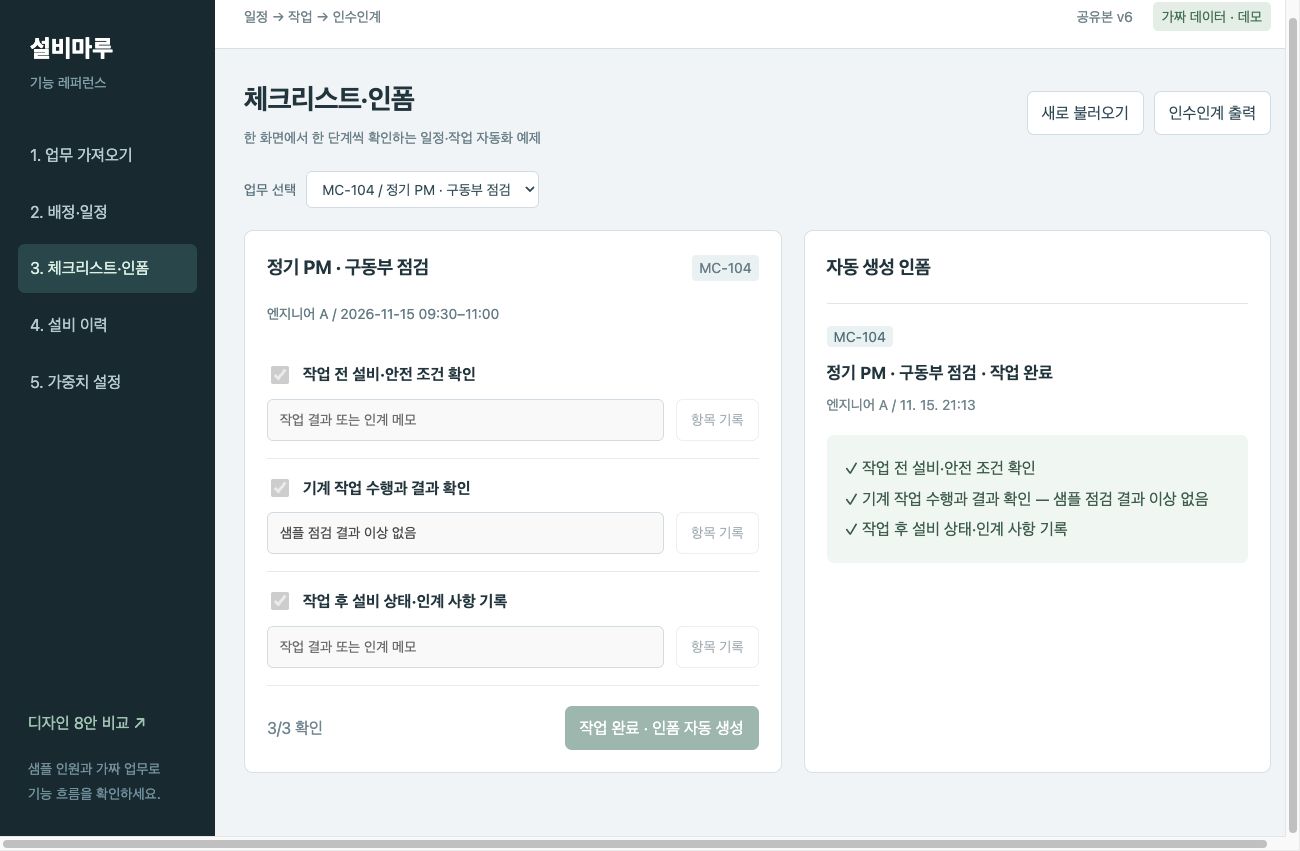 설비마루
기능 레퍼런스
1. 업무 가져오기
2. 배정·일정
3. 체크리스트·인폼
4. 설비 이력
5. 가중치 설정
디자인 8안 비교 ↗
샘플 인원과 가짜 업무로
기능 흐름을 확인하세요.
일정 → 작업 → 인수인계
공유본 v6
가짜 데이터 · 데모
체크리스트·인폼
한 화면에서 한 단계씩 확인하는 일정·작업 자동화 예제
새로 불러오기
인수인계 출력
업무 선택
MC-104 / 정기 PM · 구동부 점검
정기 PM · 구동부 점검
MC-104
엔지니어 A / 2026-11-15 09:30–11:00
작업 전 설비·안전 조건 확인
작업 결과 또는 인계 메모
항목 기록
기계 작업 수행과 결과 확인
샘플 점검 결과 이상 없음
항목 기록
작업 후 설비 상태·인계 사항 기록
작업 결과 또는 인계 메모
항목 기록
3/3 확인
작업 완료 · 인폼 자동 생성
자동 생성 인폼
MC-104
정기 PM · 구동부 점검 · 작업 완료
엔지니어 A / 11. 15. 21:13
✓ 작업 전 설비·안전 조건 확인
✓ 기계 작업 수행과 결과 확인 — 샘플 점검 결과 이상 없음
✓ 작업 후 설비 상태·인계 사항 기록